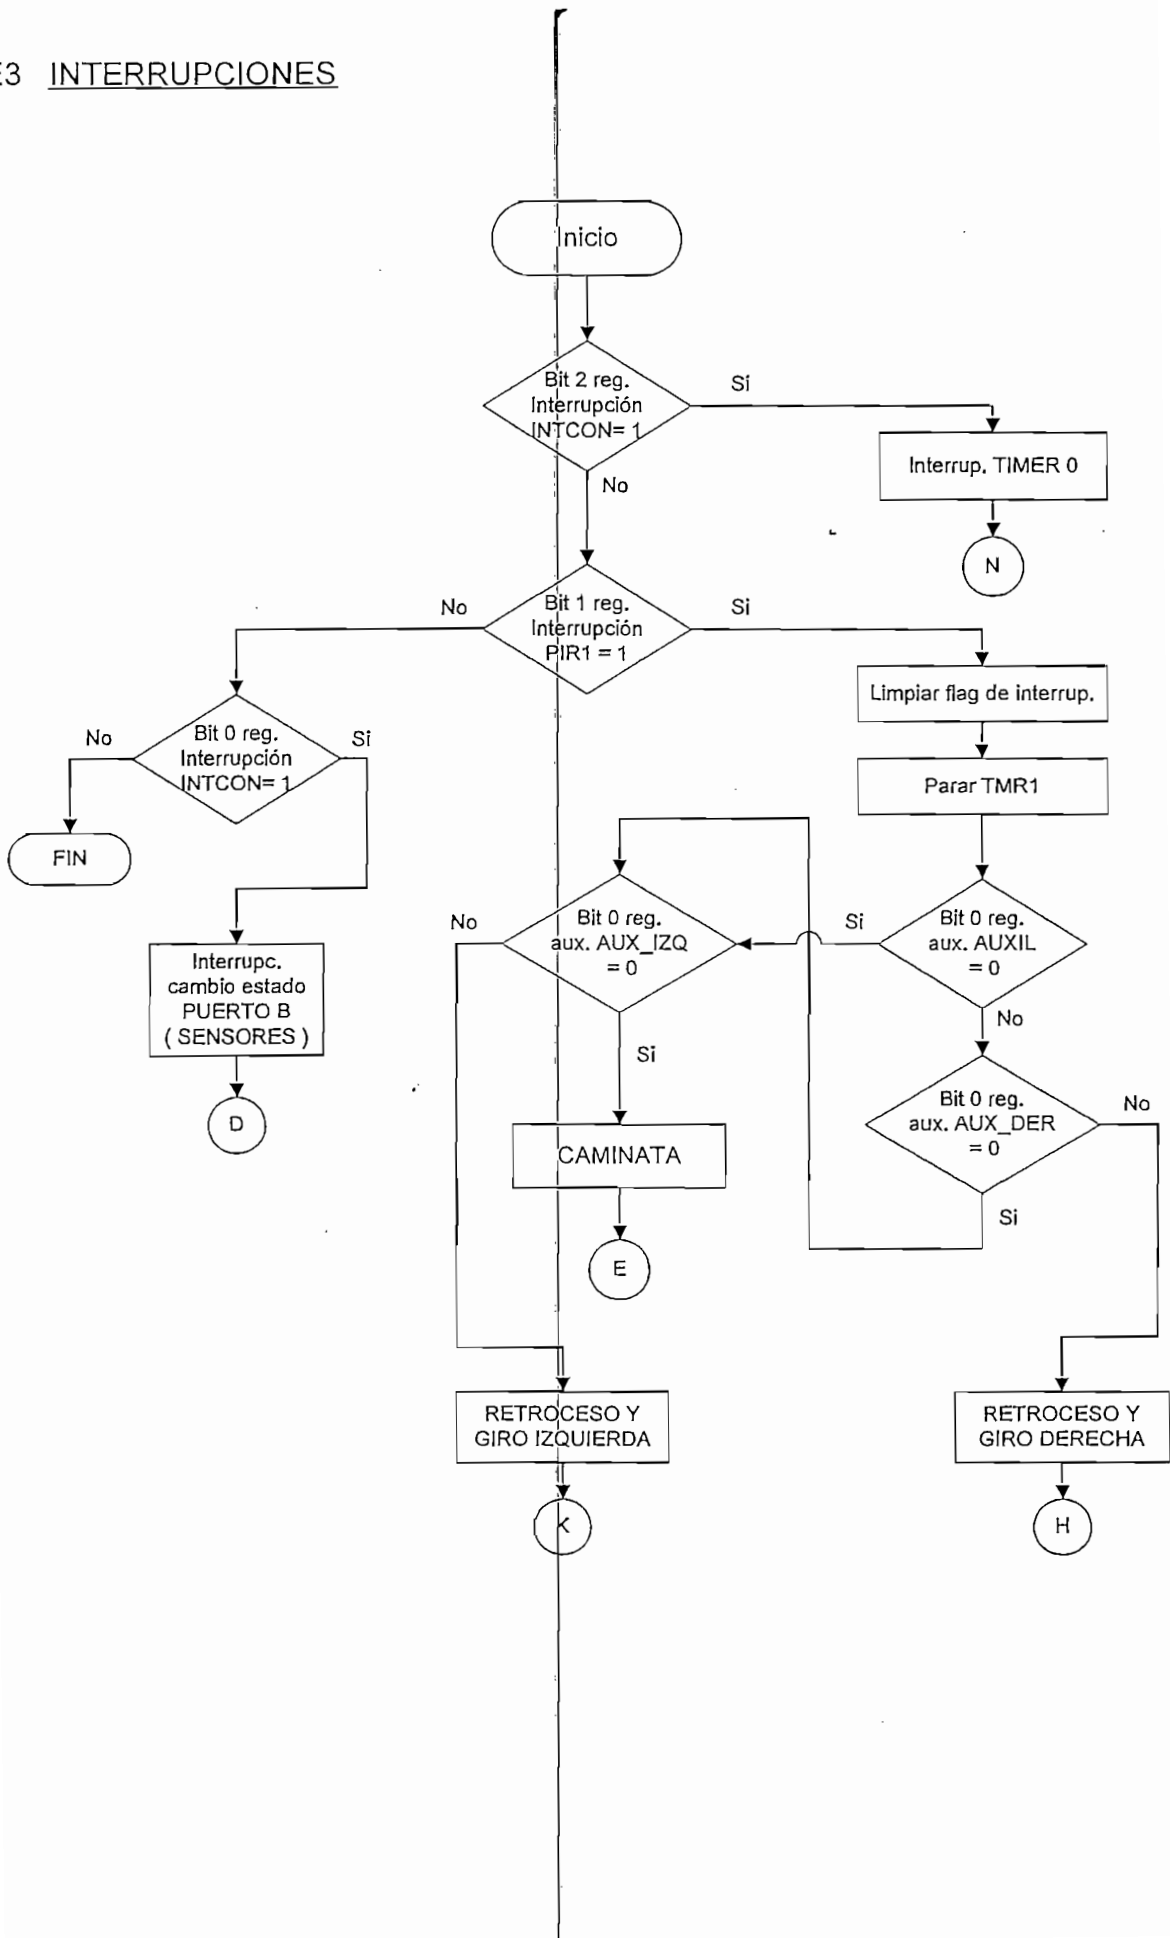 E3 INTERRUPCIONES
Inicio
Bit 2 reg.
Interrupción
INTCON= 1
Si
No
Interrup. TIMER 0
N
Bit 1 reg.
Interrupción
PIR1 = 1
No
Si
Limpiar flag de interrup.
Parar TMR1
Bit 0 reg.
Interrupción
INTCON= 1
No
Si
FIN
Interrupc.
cambio estado
PUERTO B
( SENSORES )
D
Bit 0 reg.
aux. AUXIL
= 0
Si
No
Bit 0 reg.
aux. AUX_IZQ
= 0
No
Si
CAMINATA
E
Bit 0 reg.
aux. AUX_DER
= 0
No
Si
RETROCESO Y
GIRO IZQUIERDA
K
RETROCESO Y
GIRO DERECHA
H